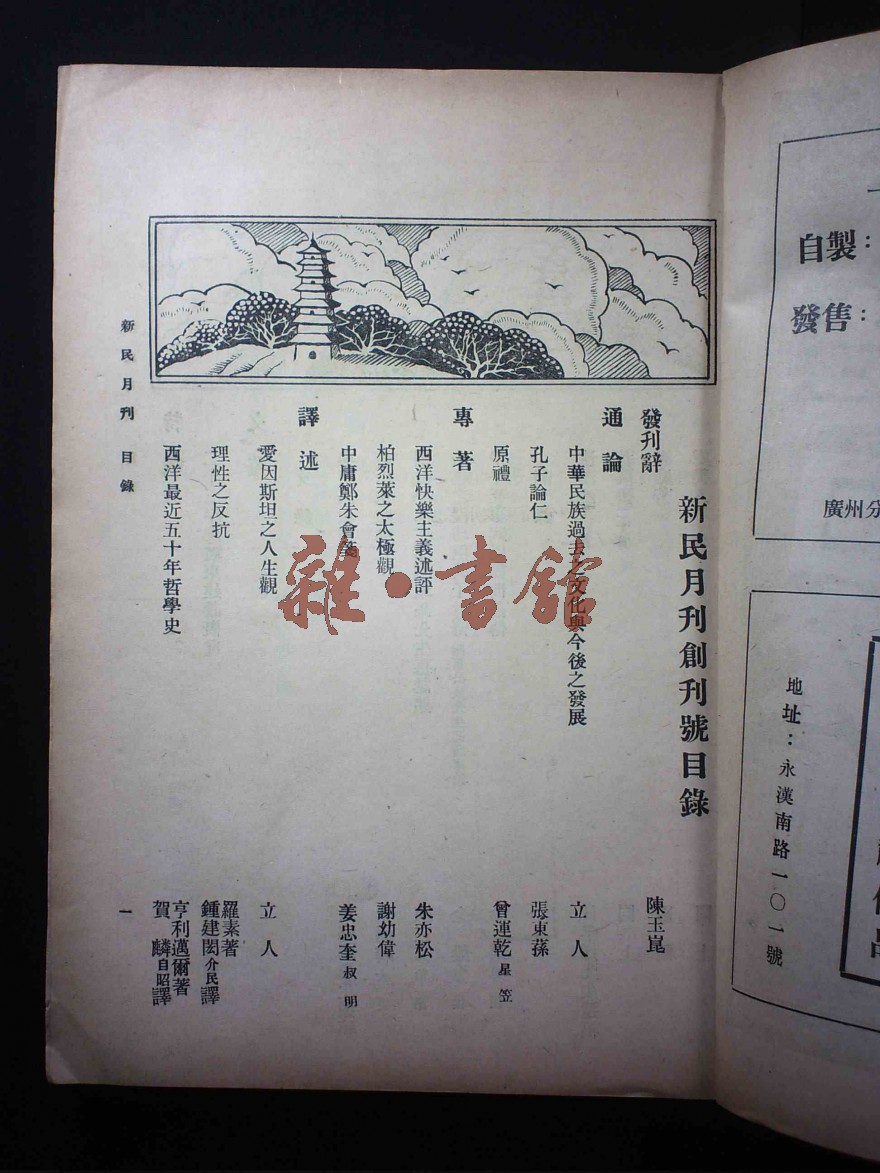 新民月刊創刊號目錄
發刊辭 陳玉崑
通論
中華民族過去之文化與今後之發展 立人
孔子論仁 張東蓀
原禮 曾運乾 星笠
專著
西洋快樂主義述評 朱亦松
柏烈萊之太極觀 謝幼偉
中庸鄭朱會箋 姜忠奎 叔明
譯述
愛因斯坦之人生觀 立人
理性之反抗 羅素著
鍾建閎介民譯
西洋最近五十年哲學史 亨利邁爾著
賀麟自昭譯
新民月刊 目錄
一
雜·書館
自製：
發售：
廣州分
地址：永漢南路一〇一號